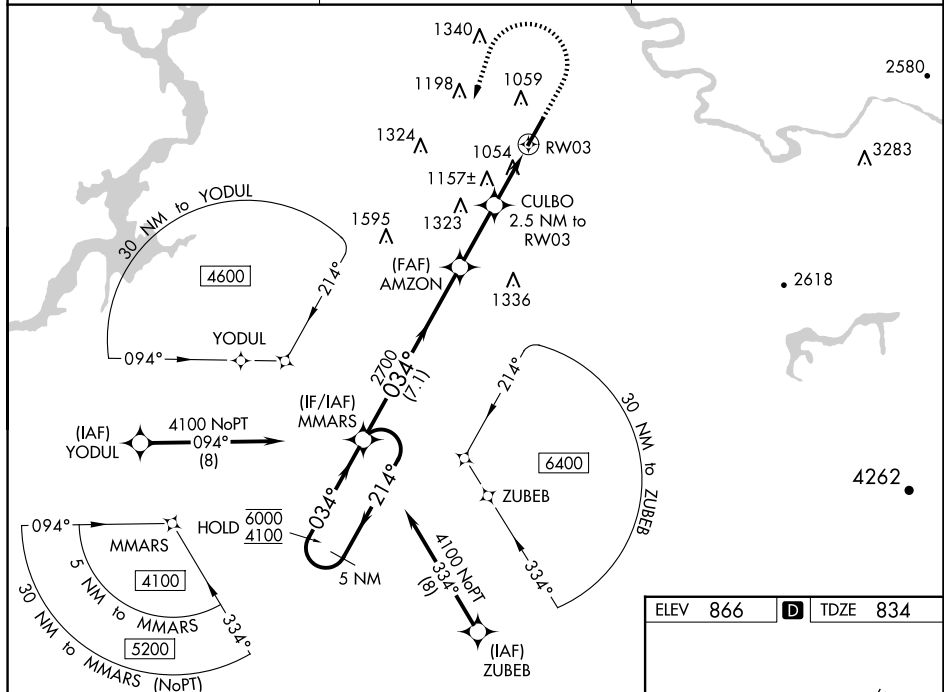 1340
1198
1059
2580
1324
1054
RW03
3283
1157±
CULBO
2.5 NM to
RW03
1323
1595
30 NM to YODUL
4600
214°
(FAF)
AMZON
1336
2618
YODUL
094°
2700
034°
(7.1)
214°
30 NM to ZUBEB
(IF/IAF)
MMARS
(IAF)
YODUL
4100 NoPT
094°
(8)
6400
ZUBEB
4262
034°
214°
HOLD
6000
4100
5 NM
094°
MMARS
4100
5 NM to MMARS
334°
5200
30 NM to MMARS (NoPT)
4100 NoPT
334°
(8)
334°
(IAF)
ZUBEB
ELEV 866 D TDZE 834